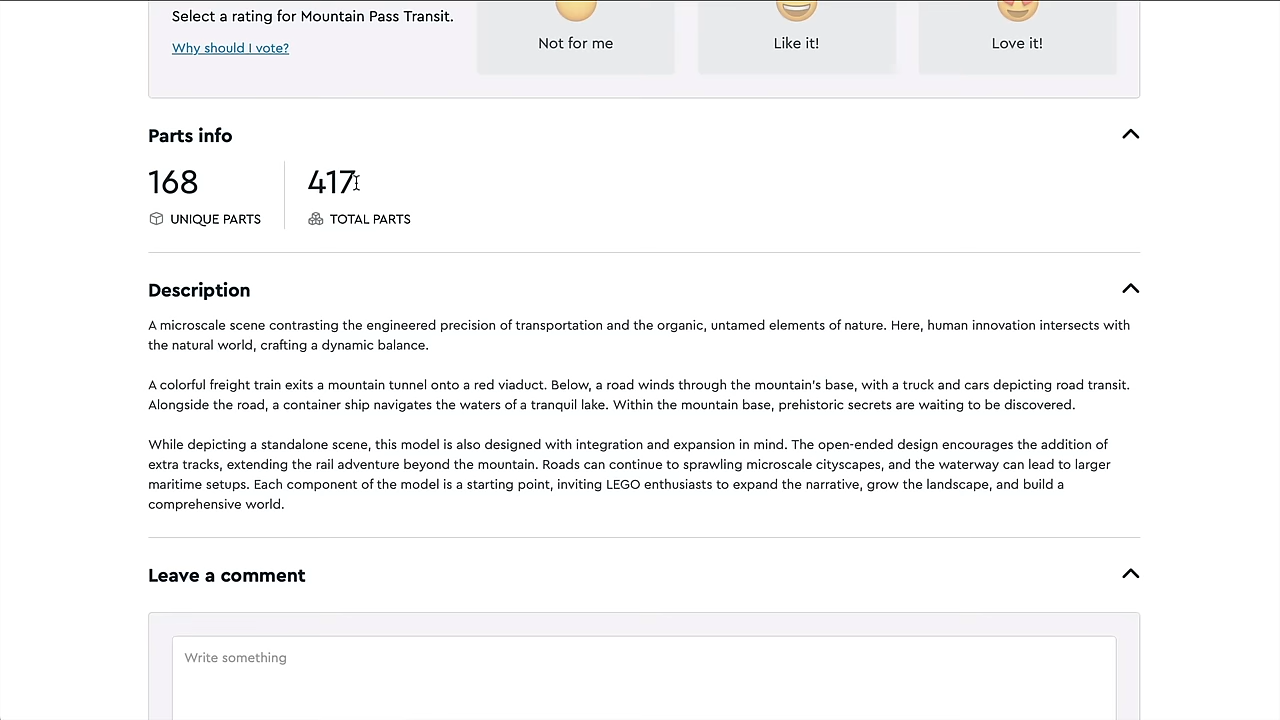 Select a rating for Mountain Pass Transit.
Why should I vote?
Not for me
Like it!
Love it!
Parts info
168
417
UNIQUE PARTS
TOTAL PARTS
Description
A microscale scene contrasting the engineered precision of transportation and the organic, untamed elements of nature. Here, human innovation intersects with
the natural world, crafting a dynamic balance.
A colorful freight train exits a mountain tunnel onto a red viaduct. Below, a road winds through the mountain's base, with a truck and cars depicting road transit.
Alongside the road, a container ship navigates the waters of a tranquil lake. Within the mountain base, prehistoric secrets are waiting to be discovered.
While depicting a standalone scene, this model is also designed with integration and expansion in mind. The open-ended design encourages the addition of
extra tracks, extending the rail adventure beyond the mountain. Roads can continue to sprawling microscale cityscapes, and the waterway can lead to larger
maritime setups. Each component of the model is a starting point, inviting LEGO enthusiasts to expand the narrative, grow the landscape, and build a
comprehensive world.
Leave a comment
Write something